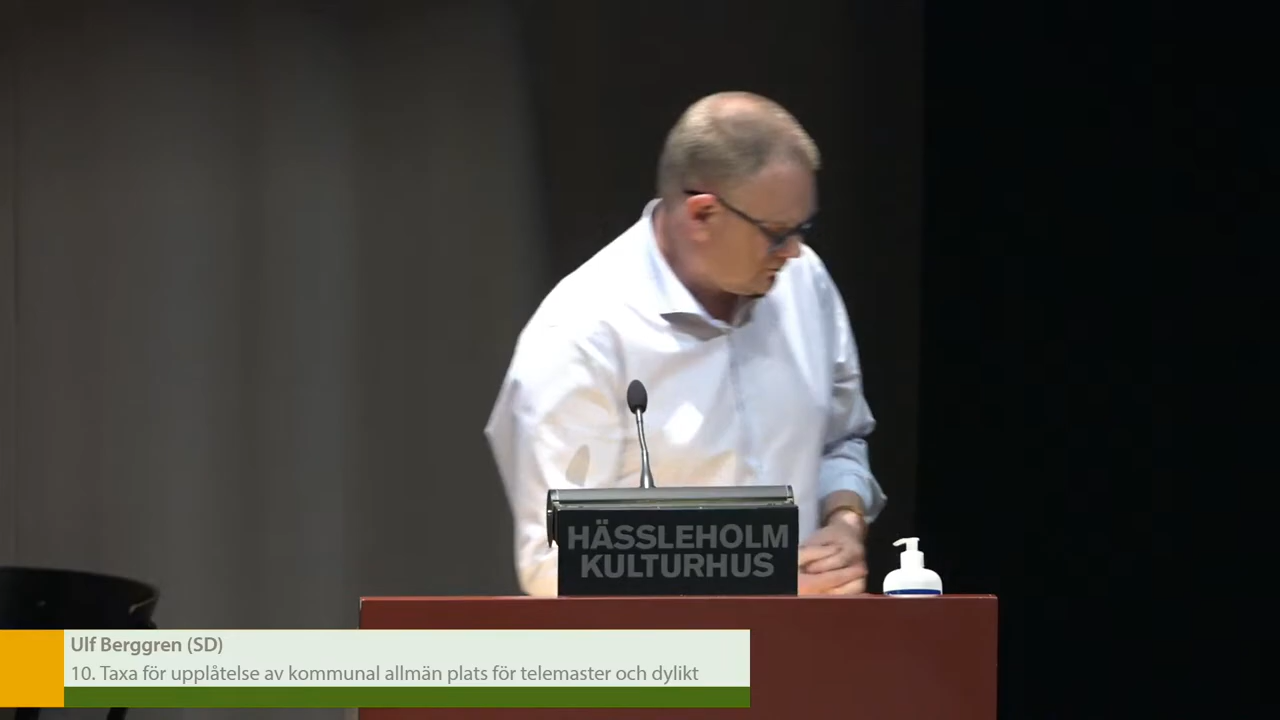 HÄSSLEHOLM
KULTURHUS
Ulf Berggren (SD)
10. Taxa för upplåtelse av kommunal allmän plats för telemaster och dylikt